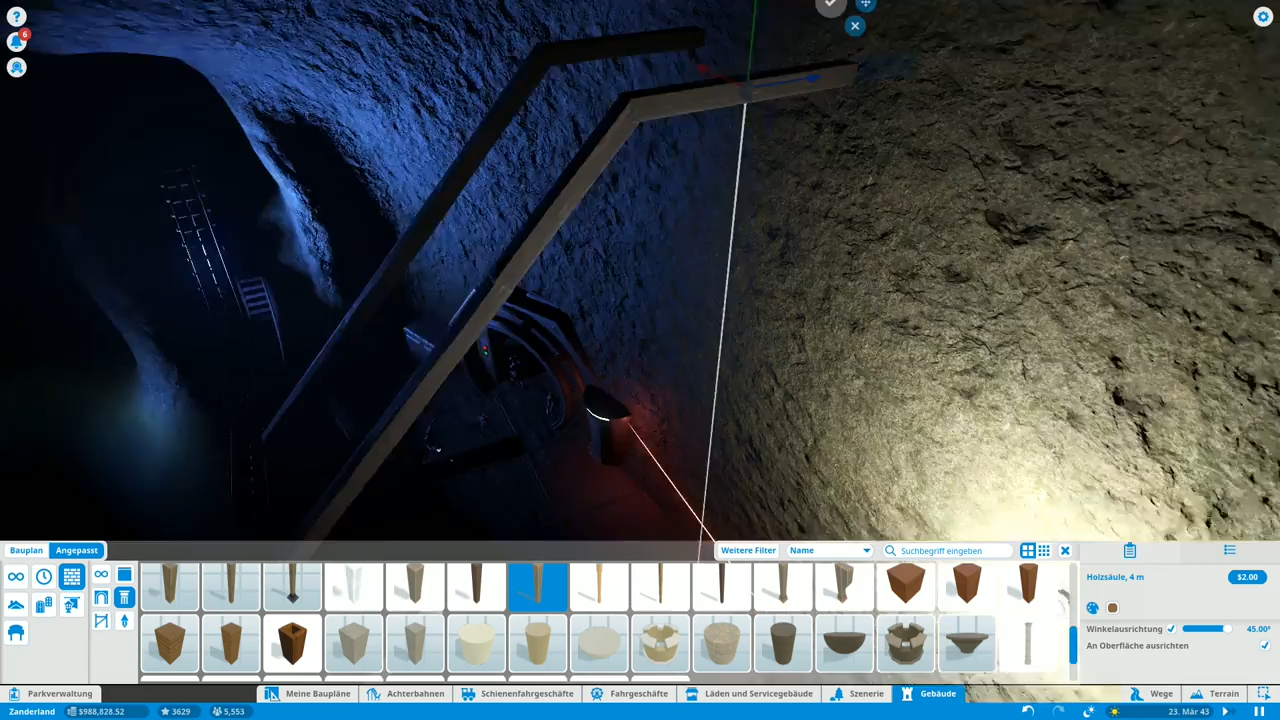 ?
6
Bauplan
Angepasst
Weitere Filter
Name
Suchbegriff eingeben
Holzsäule, 4 m
$2.00
Winkelausrichtung
45.00°
An Oberfläche ausrichten
Parkverwaltung
Meine Baupläne
Achterbahnen
Schienenfahrgeschäfte
Fahrgeschäfte
Läden und Servicegebäude
Szenerie
Gebäude
Wege
Terrain
Zanderland
$988,828.52
3629
5,553
23. Mär 43